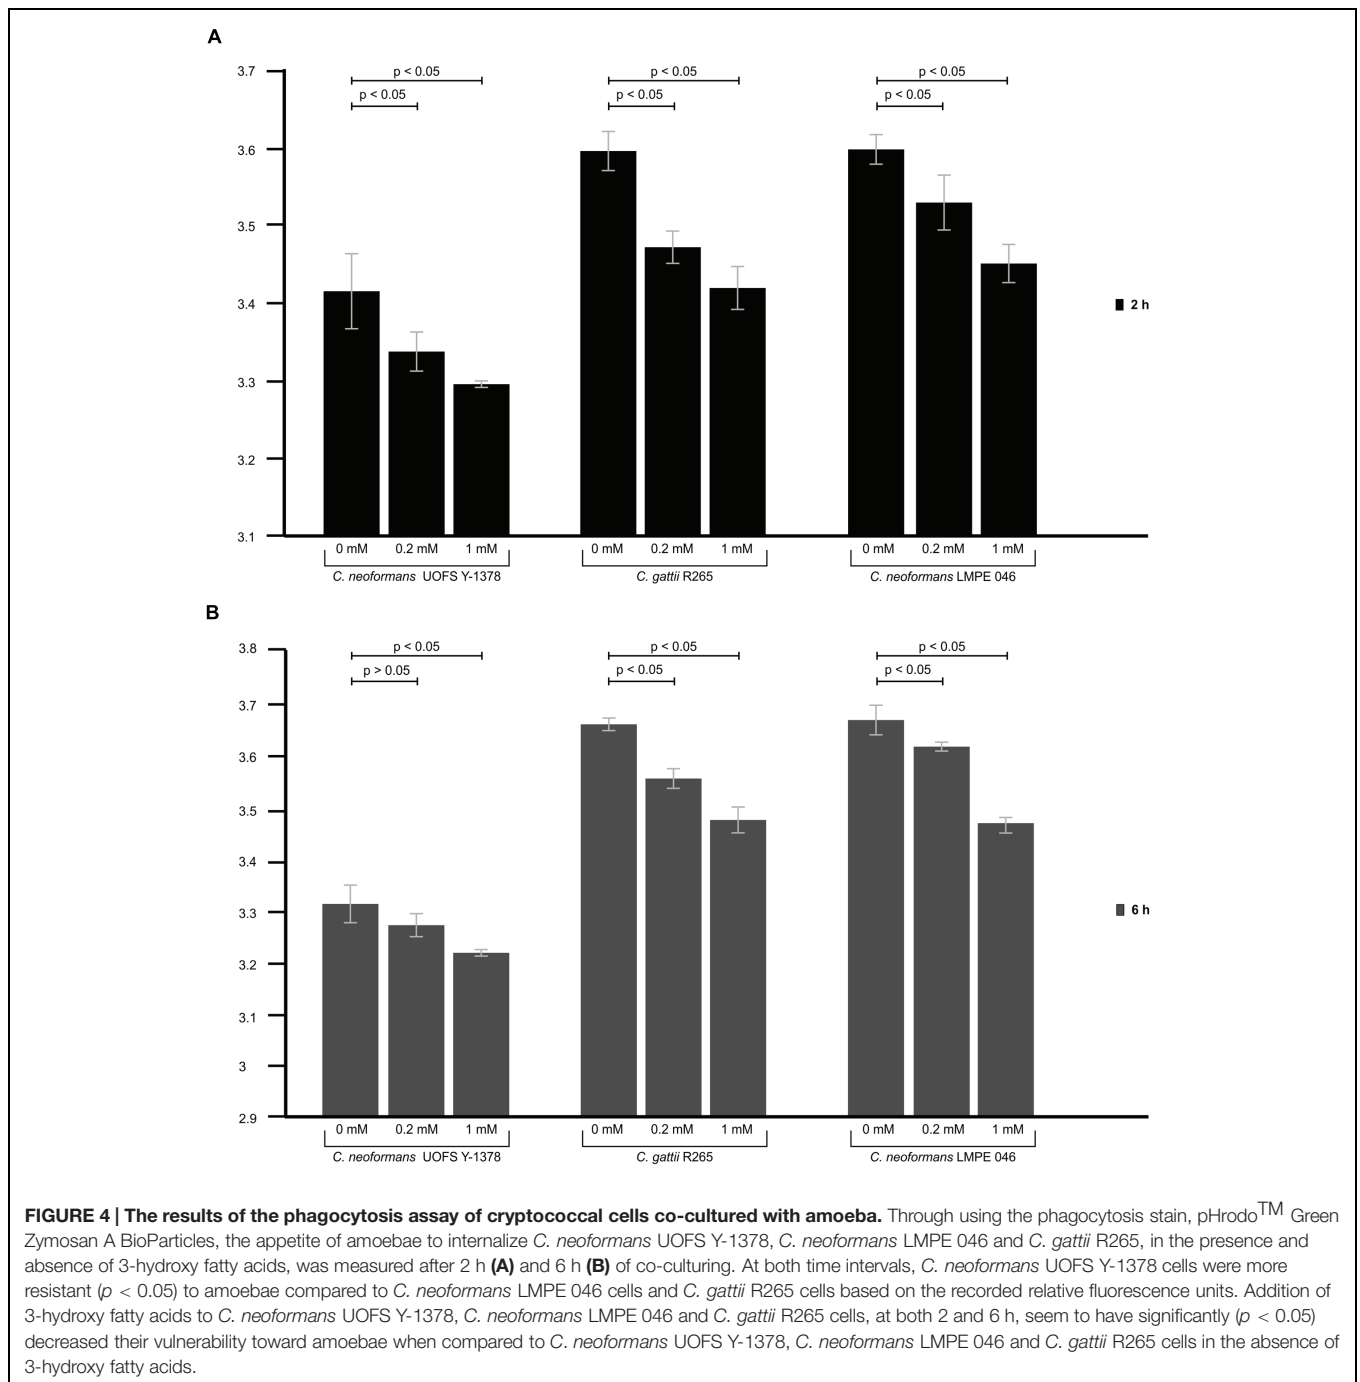 A
3.7
3.6
3.5
3.4
3.3
3.2
3.1
p < 0.05
p < 0.05
p < 0.05
p < 0.05
p < 0.05
p < 0.05
2 h
0 mM 0.2 mM 1 mM 0 mM 0.2 mM 1 mM 0 mM 0.2 mM 1 mM
C. neoformans UOFS Y-1378 C. gattii R265 C. neoformans LMPE 046
B
3.8
3.7
3.6
3.5
3.4
3.3
3.2
3.1
3
2.9
p < 0.05
p > 0.05
p < 0.05
p < 0.05
p < 0.05
p < 0.05
6 h
0 mM 0.2 mM 1 mM 0 mM 0.2 mM 1 mM 0 mM 0.2 mM 1 mM
C. neoformans UOFS Y-1378 C. gattii R265 C. neoformans LMPE 046
FIGURE 4 | The results of the phagocytosis assay of cryptococcal cells co-cultured with amoeba. Through using the phagocytosis stain, pHrodo™ Green
Zymosan A BioParticles, the appetite of amoebae to internalize C. neoformans UOFS Y-1378, C. neoformans LMPE 046 and C. gattii R265, in the presence and
absence of 3-hydroxy fatty acids, was measured after 2 h (A) and 6 h (B) of co-culturing. At both time intervals, C. neoformans UOFS Y-1378 cells were more
resistant (p < 0.05) to amoebae compared to C. neoformans LMPE 046 cells and C. gattii R265 cells based on the recorded relative fluorescence units. Addition of
3-hydroxy fatty acids to C. neoformans UOFS Y-1378, C. neoformans LMPE 046 and C. gattii R265 cells, at both 2 and 6 h, seem to have significantly (p < 0.05)
decreased their vulnerability toward amoebae when compared to C. neoformans UOFS Y-1378, C. neoformans LMPE 046 and C. gattii R265 cells in the absence of
3-hydroxy fatty acids.